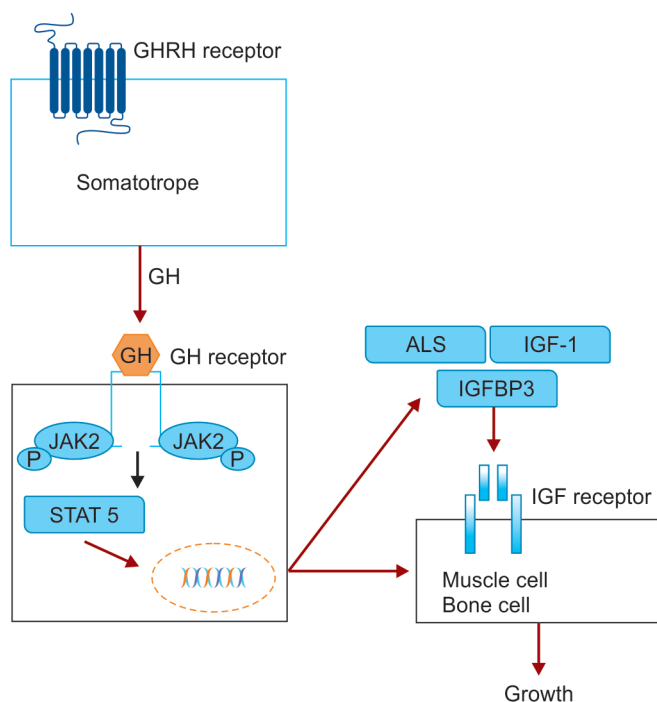 GHRH receptor
Somatotrope
GH
GH
GH receptor
ALS
IGF-1
IGFBP3
JAK2
JAK2
P
P
STAT 5
IGF receptor
Muscle cell
Bone cell
Growth